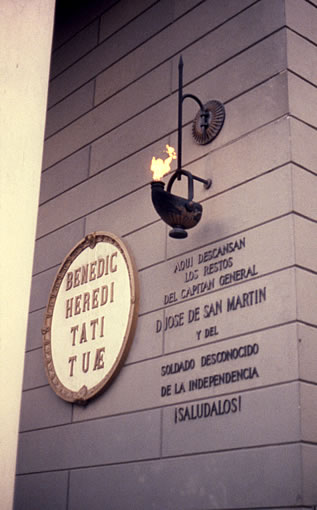 BENEDIC
HEREDI
TATI
TUÆ
AQUI DESCANSAN
LOS RESTOS
DEL CAPITAN GENERAL
D JOSE DE SAN MARTIN
Y DEL
SOLDADO DESCONOCIDO
DE LA INDEPENDENCIA
¡SALUDALOS!